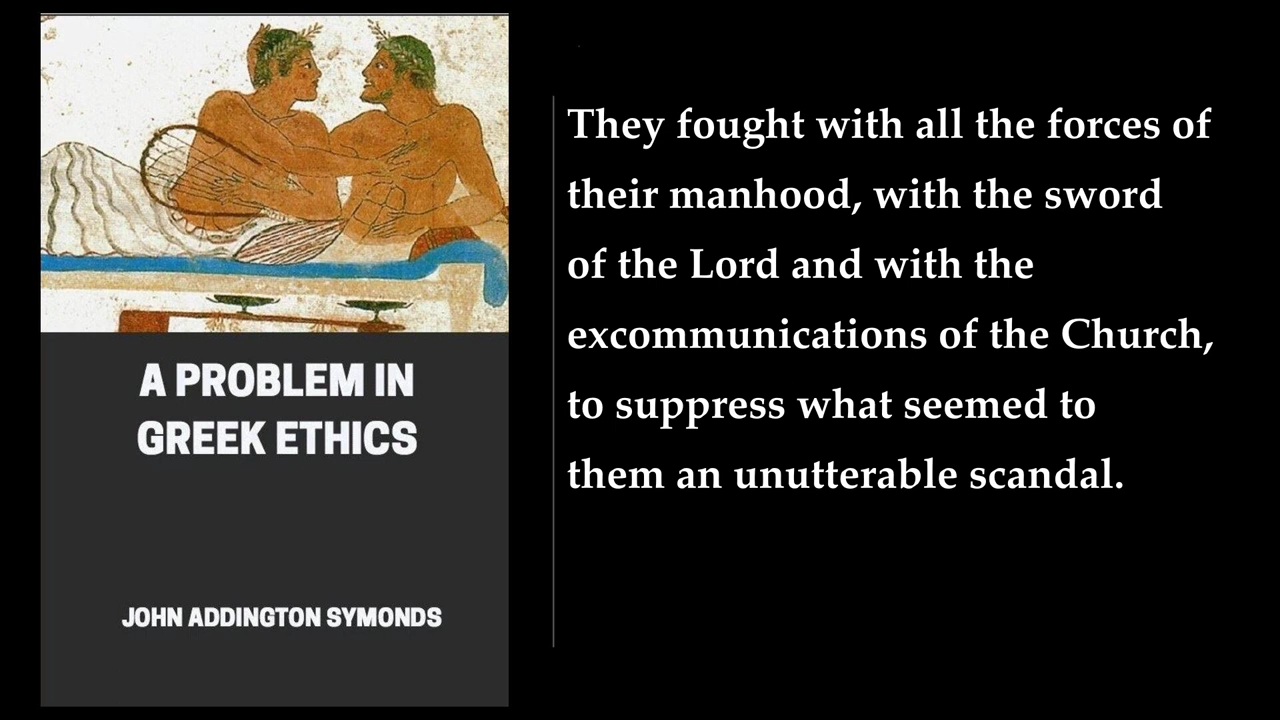 A PROBLEM IN
GREEK ETHICS
JOHN ADDINGTON SYMONDS
They fought with all the forces of
their manhood, with the sword
of the Lord and with the
excommunications of the Church,
to suppress what seemed to
them an unutterable scandal.